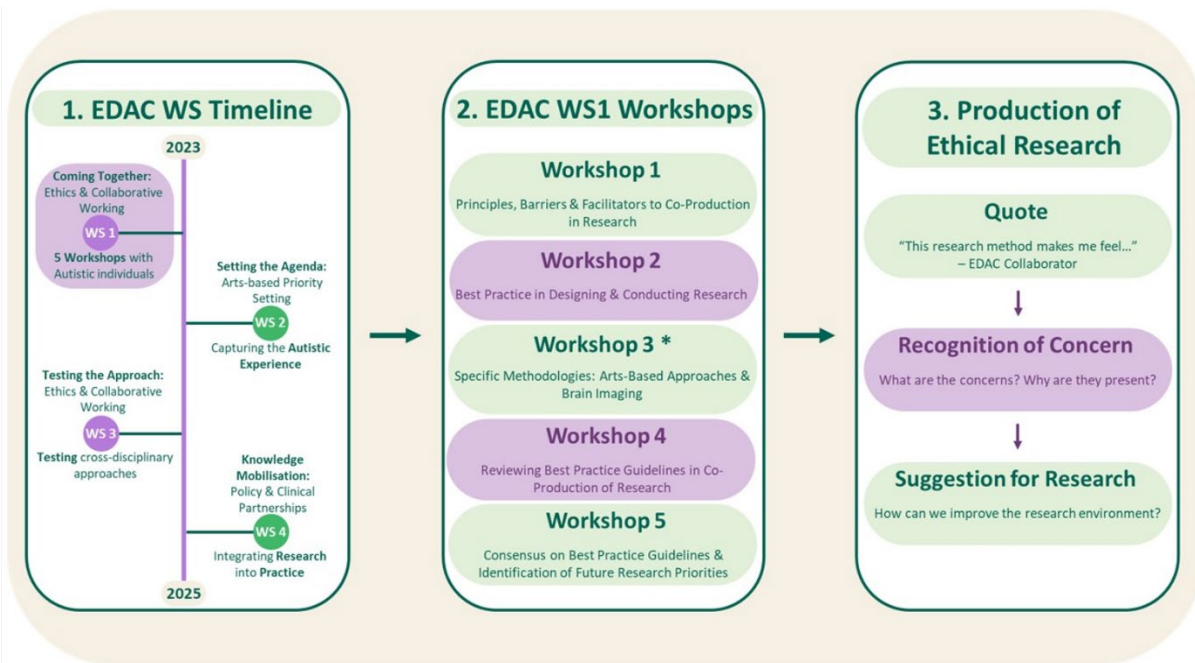 1. EDAC WS Timeline
2023
Coming Together:
Ethics & Collaborative
Working
WS 1
5 Workshops with
Autistic individuals
Setting the Agenda:
Arts-based Priority
Setting
WS 2
Capturing the Autistic
Experience
Testing the Approach:
Ethics & Collaborative
Working
WS 3
Testing cross-disciplinary
approaches
Knowledge
Mobilisation:
Policy & Clinical
Partnerships
WS 4
Integrating Research
into Practice
2025
2. EDAC WS1 Workshops
Workshop 1
Principles, Barriers & Facilitators to Co-Production
in Research
Workshop 2
Best Practice in Designing & Conducting Research
Workshop 3 *
Specific Methodologies: Arts-Based Approaches &
Brain Imaging
Workshop 4
Reviewing Best Practice Guidelines in Co-
Production of Research
Workshop 5
Consensus on Best Practice Guidelines &
Identification of Future Research Priorities
3. Production of
Ethical Research
Quote
“This research method makes me feel...”
– EDAC Collaborator
Recognition of Concern
What are the concerns? Why are they present?
Suggestion for Research
How can we improve the research environment?